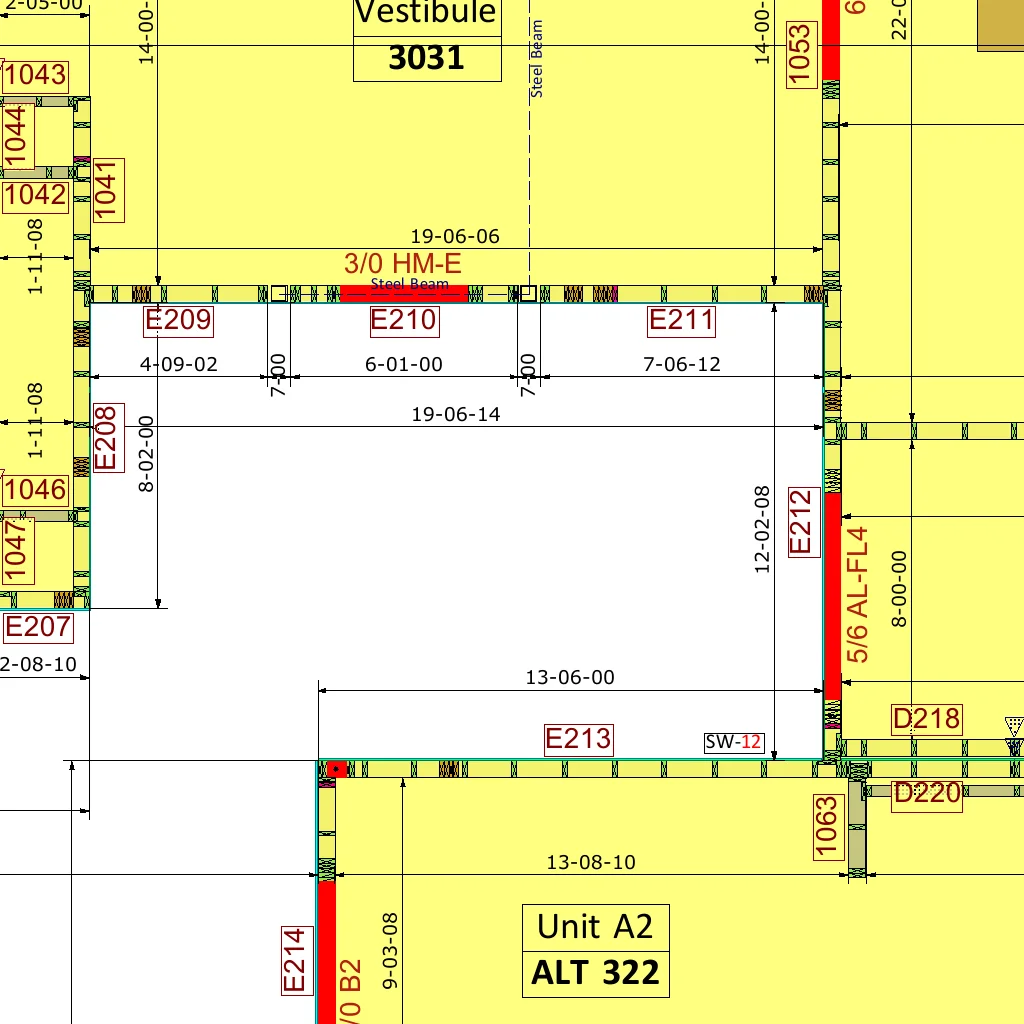 2-05-00
14-00-
Vestibule
3031
Steel Beam
14-00-
1053
6
22-0
1043
1044
1042
1041
1-11-08
19-06-06
3/0 HM-E
Steel Beam
E209
E210
E211
4-09-02
7-00
6-01-00
7-00
7-06-12
19-06-14
1-11-08
E208
8-02-00
1046
1047
E212
12-02-08
5/6 AL-FL4
8-00-00
E207
2-08-10
13-06-00
E213
SW-12
D218
D220
1063
13-08-10
9-03-08
E214
/0 B2
Unit A2
ALT 322